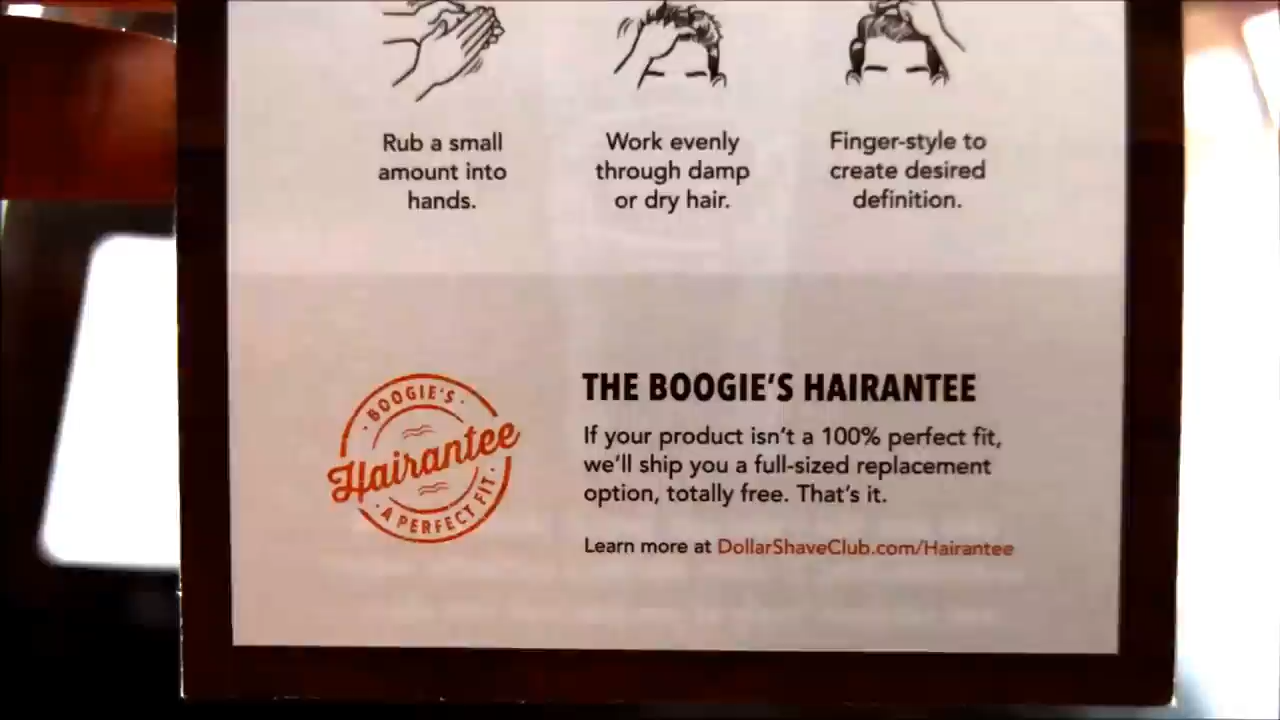 Rub a small
amount into
hands.
Work evenly
through damp
or dry hair.
Finger-style to
create desired
definition.
· BOOGIE'S ·
Hairantee
· A PERFECT FIT ·
THE BOOGIE'S HAIRANTEE
If your product isn't a 100% perfect fit,
we'll ship you a full-sized replacement
option, totally free. That's it.
Learn more at DollarShaveClub.com/Hairantee